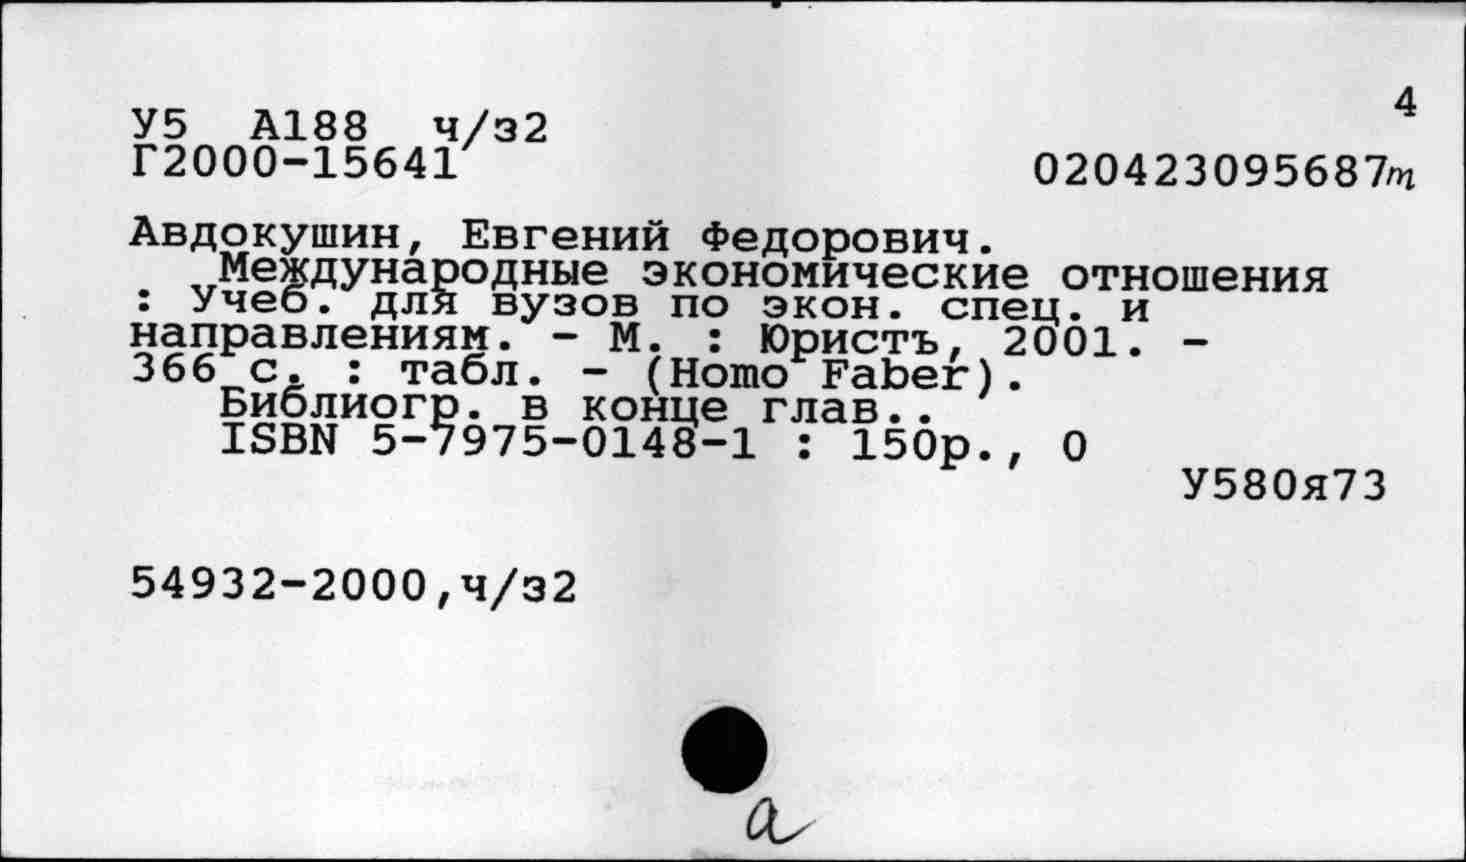 4
У5 А188 ч/з2
Г2000-15641
020423095687m
Авдокушин, Евгений Федорович.
Международные экономические отношения
: Учеб. для вузов по экон. спец. и
направлениям. - М. : Юристъ, 2001. -
366 с. : табл. - (Homo Faber).
Библиогр. в конце глав..
ISBN 5-7975-0148-1 : 150р., 0
У580я73
54932-2000,ч/з2
а